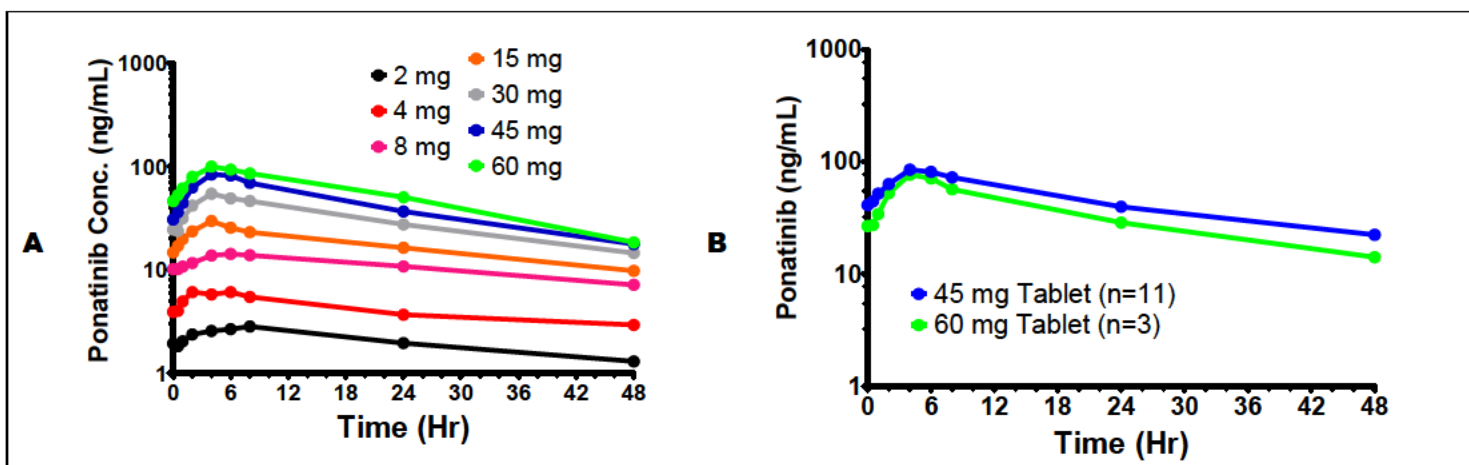 A
Ponatinib Conc. (ng/mL)
1000
100
10
1
2 mg
4 mg
8 mg
15 mg
30 mg
45 mg
60 mg
0 6 12 18 24 30 36 42 48
Time (Hr)
B
Ponatinib (ng/mL)
1000
100
10
1
45 mg Tablet (n=11)
60 mg Tablet (n=3)
0 6 12 18 24 30 36 42 48
Time (Hr)